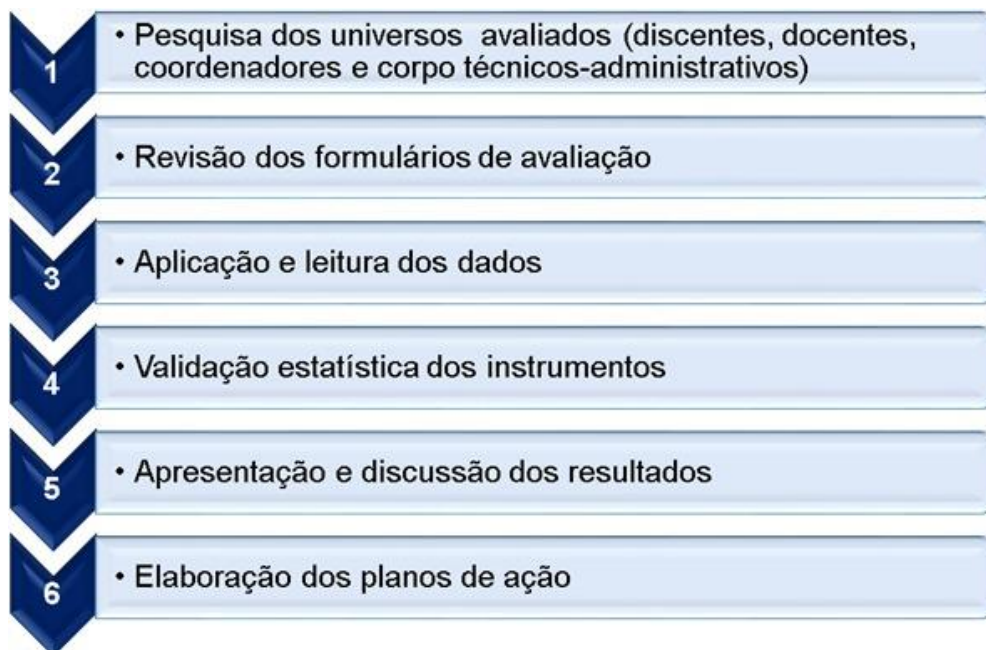 1
• Pesquisa dos universos avaliados (discentes, docentes,
coordenadores e corpo técnicos-administrativos)
2
• Revisão dos formulários de avaliação
3
• Aplicação e leitura dos dados
4
• Validação estatística dos instrumentos
5
• Apresentação e discussão dos resultados
6
• Elaboração dos planos de ação